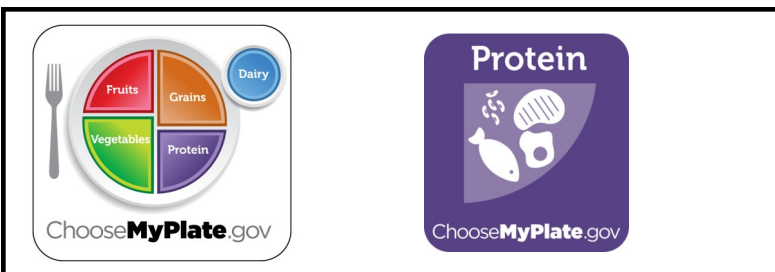 Fruits
Grains
Dairy
Vegetables
Protein
ChooseMyPlate.gov
Protein
ChooseMyPlate.gov